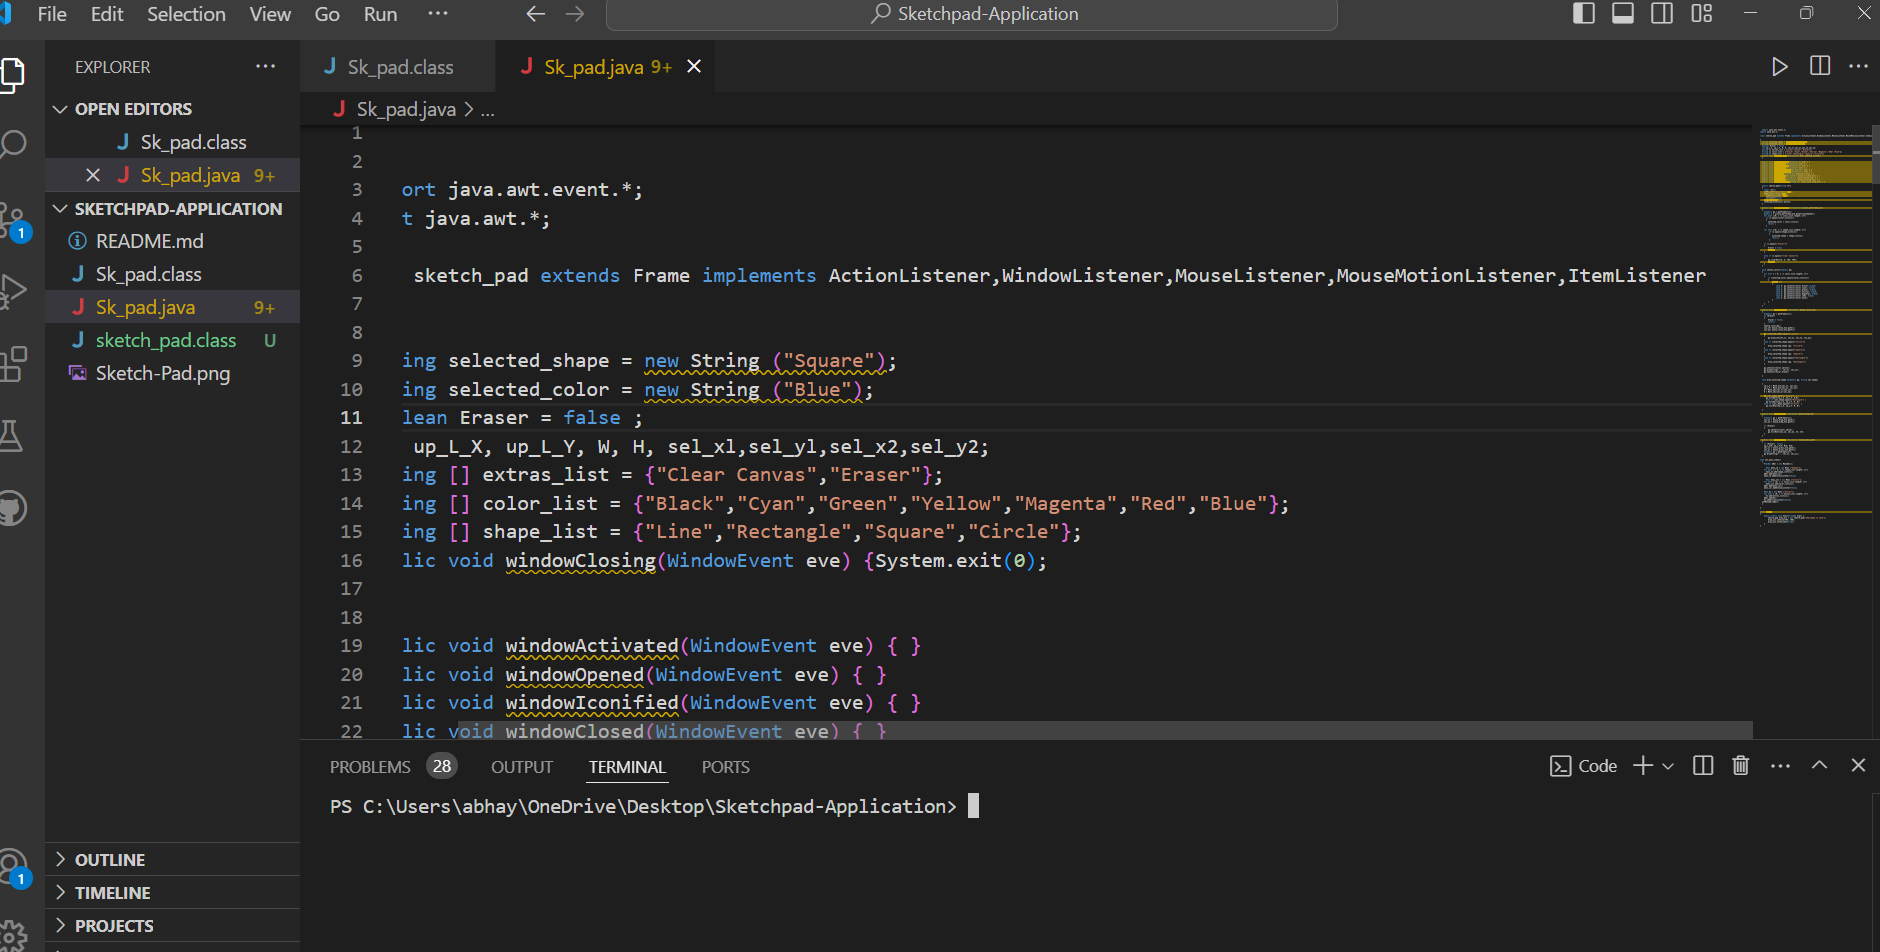 File Edit Selection View Go Run ··· Sketchpad-Application
EXPLORER ···
OPEN EDITORS
Sk_pad.class
Sk_pad.java 9+
SKETCHPAD-APPLICATION
README.md
Sk_pad.class
Sk_pad.java 9+
sketch_pad.class U
Sketch-Pad.png
OUTLINE
TIMELINE
PROJECTS
1
1
Sk_pad.class Sk_pad.java 9+
Sk_pad.java > ...
1
2
3 ort java.awt.event.*;
4 t java.awt.*;
5
6 sketch_pad extends Frame implements ActionListener,WindowListener,MouseListener,MouseMotionListener,ItemListener
7
8
9 ing selected_shape = new String ("Square");
10 ing selected_color = new String ("Blue");
11 lean Eraser = false ;
12 up_L_X, up_L_Y, W, H, sel_xl,sel_yl,sel_x2,sel_y2;
13 ing [] extras_list = {"Clear Canvas","Eraser"};
14 ing [] color_list = {"Black","Cyan","Green","Yellow","Magenta","Red","Blue"};
15 ing [] shape_list = {"Line","Rectangle","Square","Circle"};
16 lic void windowClosing(WindowEvent eve) {System.exit(0);
17
18
19 lic void windowActivated(WindowEvent eve) { }
20 lic void windowOpened(WindowEvent eve) { }
21 lic void windowIconified(WindowEvent eve) { }
22 lic void windowClosed(WindowEvent eve) { }
PROBLEMS 28 OUTPUT TERMINAL PORTS Code
PS C:\Users\abhay\OneDrive\Desktop\Sketchpad-Application>